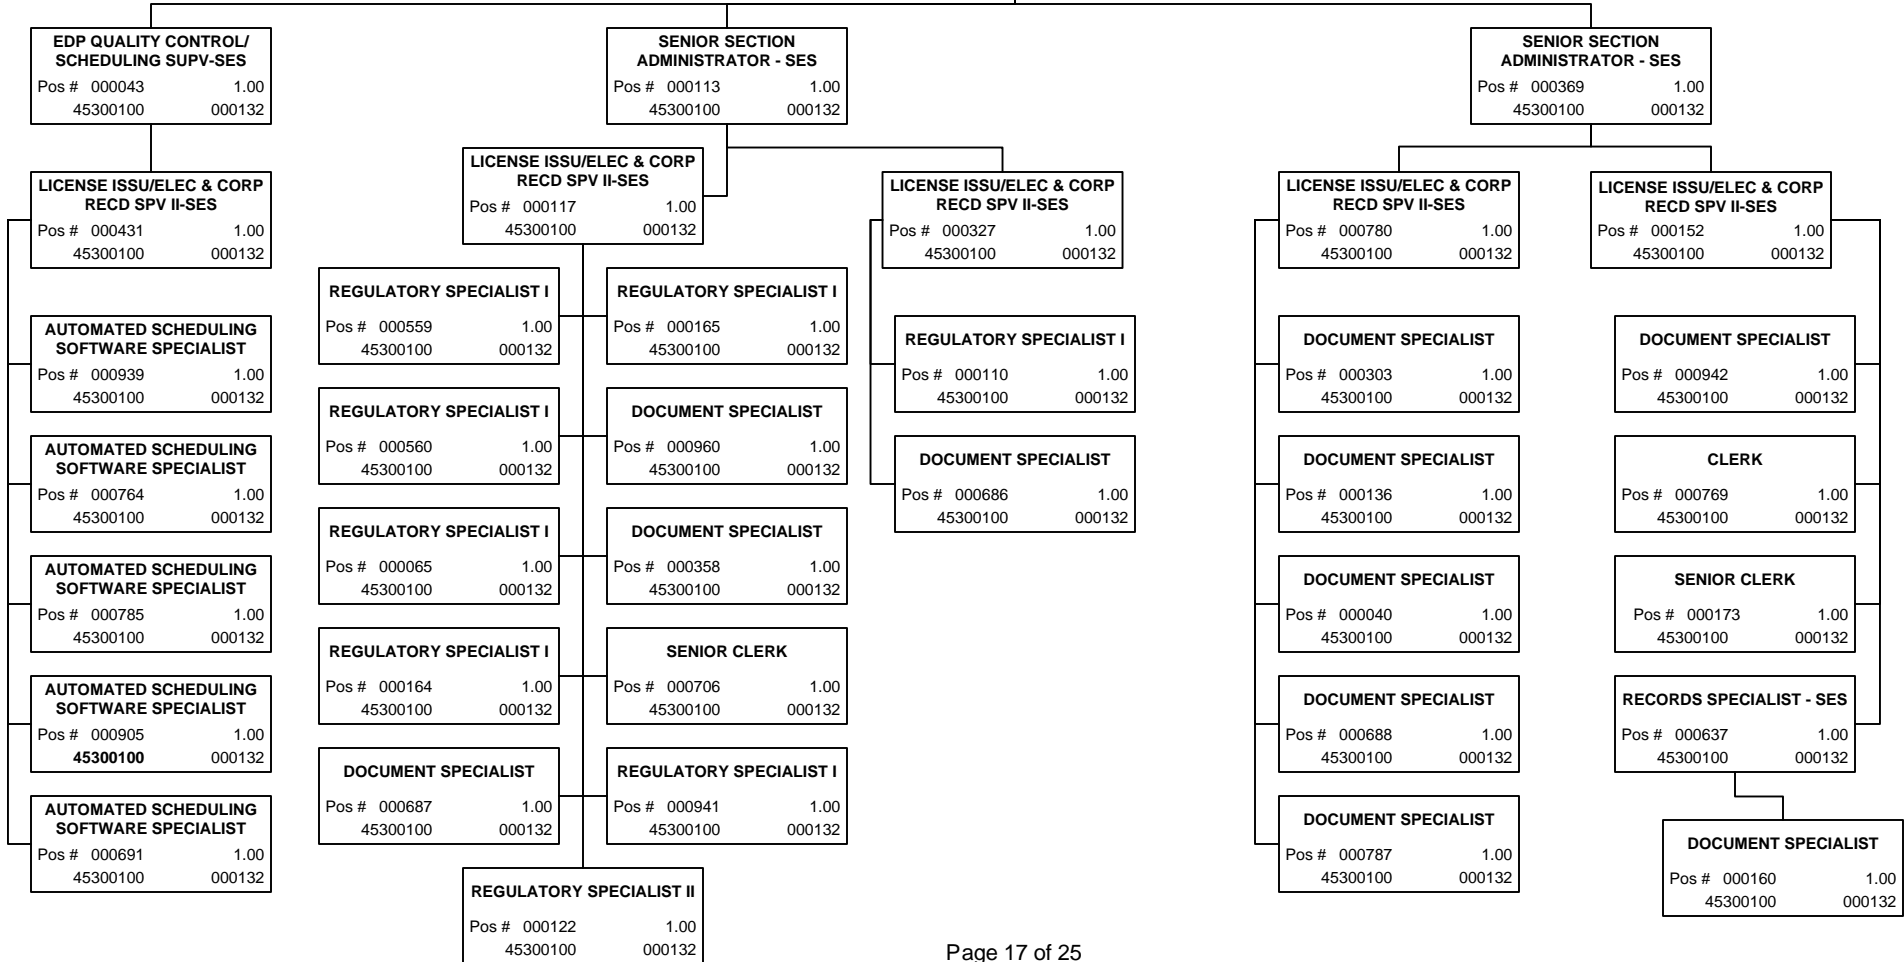 EDP QUALITY CONTROL/
SCHEDULING SUPV-SES
Pos # 000043 1.00
45300100 000132
SENIOR SECTION
ADMINISTRATOR - SES
Pos # 000113 1.00
45300100 000132
SENIOR SECTION
ADMINISTRATOR - SES
Pos # 000369 1.00
45300100 000132
LICENSE ISSU/ELEC & CORP
RECD SPV II-SES
Pos # 000431 1.00
45300100 000132
AUTOMATED SCHEDULING
SOFTWARE SPECIALIST
Pos # 000939 1.00
45300100 000132
AUTOMATED SCHEDULING
SOFTWARE SPECIALIST
Pos # 000764 1.00
45300100 000132
AUTOMATED SCHEDULING
SOFTWARE SPECIALIST
Pos # 000785 1.00
45300100 000132
AUTOMATED SCHEDULING
SOFTWARE SPECIALIST
Pos # 000905 1.00
45300100 000132
AUTOMATED SCHEDULING
SOFTWARE SPECIALIST
Pos # 000691 1.00
45300100 000132
LICENSE ISSU/ELEC & CORP
RECD SPV II-SES
Pos # 000117 1.00
45300100 000132
REGULATORY SPECIALIST I
Pos # 000559 1.00
45300100 000132
REGULATORY SPECIALIST I
Pos # 000165 1.00
45300100 000132
REGULATORY SPECIALIST I
Pos # 000560 1.00
45300100 000132
DOCUMENT SPECIALIST
Pos # 000960 1.00
45300100 000132
REGULATORY SPECIALIST I
Pos # 000065 1.00
45300100 000132
DOCUMENT SPECIALIST
Pos # 000358 1.00
45300100 000132
REGULATORY SPECIALIST I
Pos # 000164 1.00
45300100 000132
SENIOR CLERK
Pos # 000706 1.00
45300100 000132
DOCUMENT SPECIALIST
Pos # 000687 1.00
45300100 000132
REGULATORY SPECIALIST I
Pos # 000941 1.00
45300100 000132
REGULATORY SPECIALIST II
Pos # 000122 1.00
45300100 000132
LICENSE ISSU/ELEC & CORP
RECD SPV II-SES
Pos # 000327 1.00
45300100 000132
REGULATORY SPECIALIST I
Pos # 000110 1.00
45300100 000132
DOCUMENT SPECIALIST
Pos # 000686 1.00
45300100 000132
LICENSE ISSU/ELEC & CORP
RECD SPV II-SES
Pos # 000780 1.00
45300100 000132
DOCUMENT SPECIALIST
Pos # 000303 1.00
45300100 000132
DOCUMENT SPECIALIST
Pos # 000136 1.00
45300100 000132
DOCUMENT SPECIALIST
Pos # 000040 1.00
45300100 000132
DOCUMENT SPECIALIST
Pos # 000688 1.00
45300100 000132
DOCUMENT SPECIALIST
Pos # 000787 1.00
45300100 000132
LICENSE ISSU/ELEC & CORP
RECD SPV II-SES
Pos # 000152 1.00
45300100 000132
DOCUMENT SPECIALIST
Pos # 000942 1.00
45300100 000132
CLERK
Pos # 000769 1.00
45300100 000132
SENIOR CLERK
Pos # 000173 1.00
45300100 000132
RECORDS SPECIALIST - SES
Pos # 000637 1.00
45300100 000132
DOCUMENT SPECIALIST
Pos # 000160 1.00
45300100 000132
Page 17 of 25